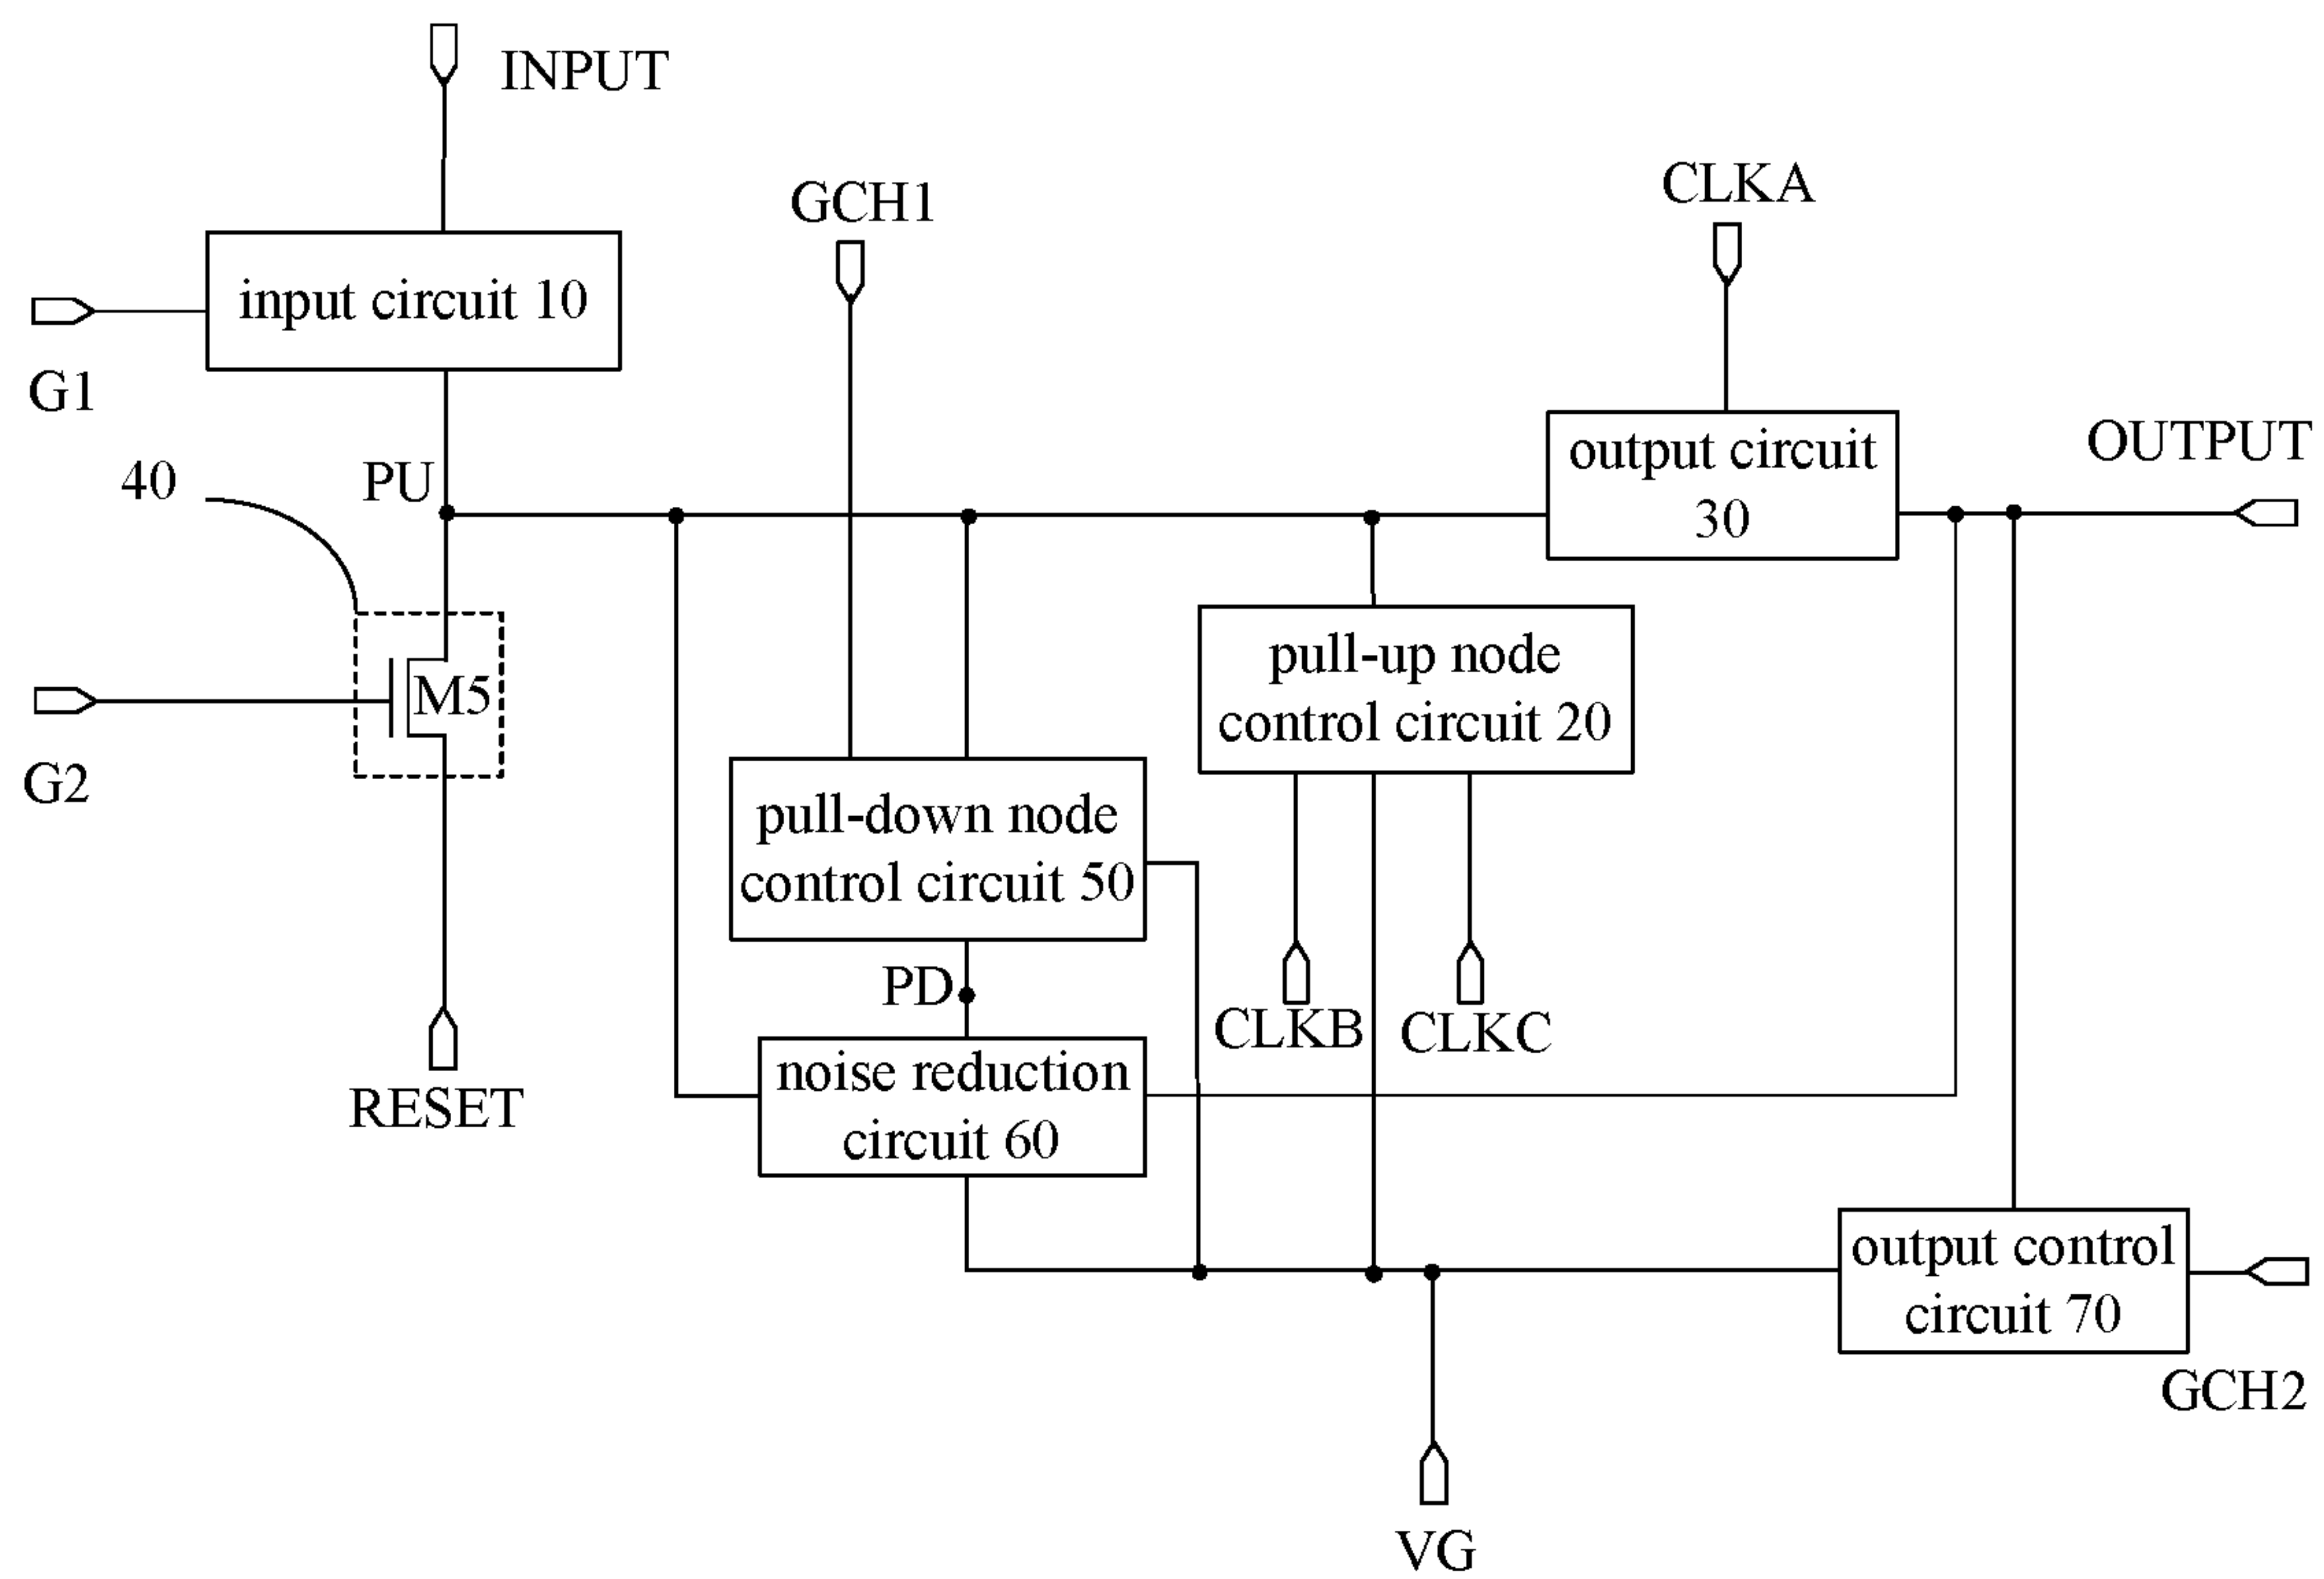 INPUT
GCH1
CLKA
input circuit 10
G1
output circuit
30
OUTPUT
40
PU
M5
G2
pull-up node
control circuit 20
pull-down node
control circuit 50
PD
CLKB
CLKC
noise reduction
circuit 60
RESET
output control
circuit 70
GCH2
VG